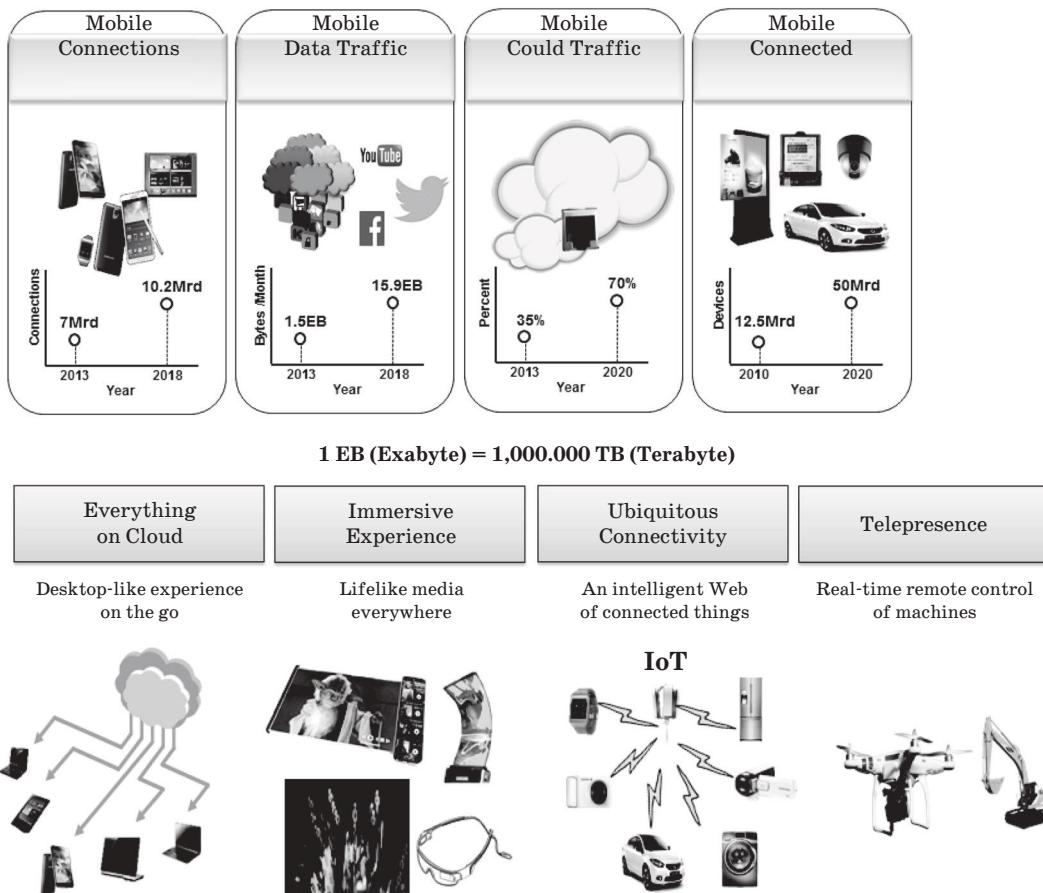 Mobile
Connections
Mobile
Data Traffic
Mobile
Could Traffic
Mobile
Connected
You Tube
f
Connections
7Mrd
10.2Mrd
2013
2018
Year
Bytes /Month
1.5EB
15.9EB
2013
2018
Year
Percent
35%
70%
2013
2020
Year
Devices
12.5Mrd
50Mrd
2010
2020
Year
1 EB (Exabyte) = 1,000.000 TB (Terabyte)
Everything
on Cloud
Immersive
Experience
Ubiquitous
Connectivity
Telepresence
Desktop-like experience
on the go
Lifelike media
everywhere
An intelligent Web
of connected things
Real-time remote control
of machines
IoT